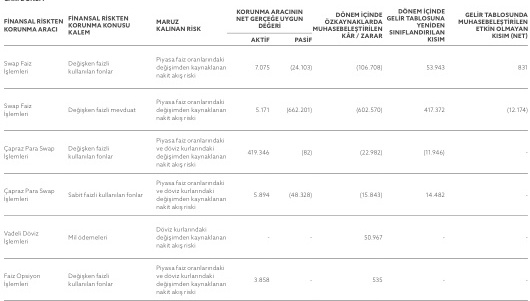 FİNANSAL RİSKTEN KORUNMA ARACI
FİNANSAL RİSKTEN KORUNMA KONUSU KALEM
MARUZ KALINAN RİSK
KORUNMA ARACININ NET GERÇEĞE UYGUN DEĞERİ
AKTİF PASİF
DÖNEM İÇİNDE ÖZKAYNAKLARDA MUHASEBELEŞTİRİLEN KÂR / ZARAR
DÖNEM İÇİNDE GELİR TABLOSUNA YENİDEN SINIFLANDIRILAN KISIM
GELİR TABLOSUNDA MUHASEBELEŞTİRİLEN ETKİN OLMAYAN KISIM (NET)
Swap Faiz İşlemleri
Değişken faizli kullanılan fonlar
Piyasa faiz oranlarındaki değişimden kaynaklanan nakit akış riski
7.075 (24.103) (106.708) 53.943 831
Swap Faiz İşlemleri
Değişken faizli mevduat
Piyasa faiz oranlarındaki değişimden kaynaklanan nakit akış riski
5.171 (662.201) (602.570) 417.372 (12.174)
Çapraz Para Swap İşlemleri
Değişken faizli kullanılan fonlar
Piyasa faiz oranlarındaki ve döviz kurlarındaki değişimden kaynaklanan nakit akış riski
419.346 (82) (22.982) (11.946) -
Çapraz Para Swap İşlemleri
Sabit faizli kullanılan fonlar
Piyasa faiz oranlarındaki ve döviz kurlarındaki değişimden kaynaklanan nakit akış riski
5.894 (48.328) (15.843) 14.482 -
Vadeli Döviz İşlemleri
Mil ödemeleri
Döviz kurlarındaki değişimden kaynaklanan nakit akış riski
- - 50.967 - -
Faiz Opsiyon İşlemleri
Değişken faizli kullanılan fonlar
Piyasa faiz oranlarındaki ve döviz kurlarındaki değişimden kaynaklanan nakit akış riski
3.858 - 535 - -